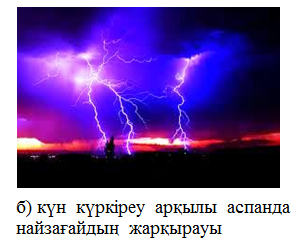 б) күн күркіреу арқылы аспанда
найзағайдың жарқырауы